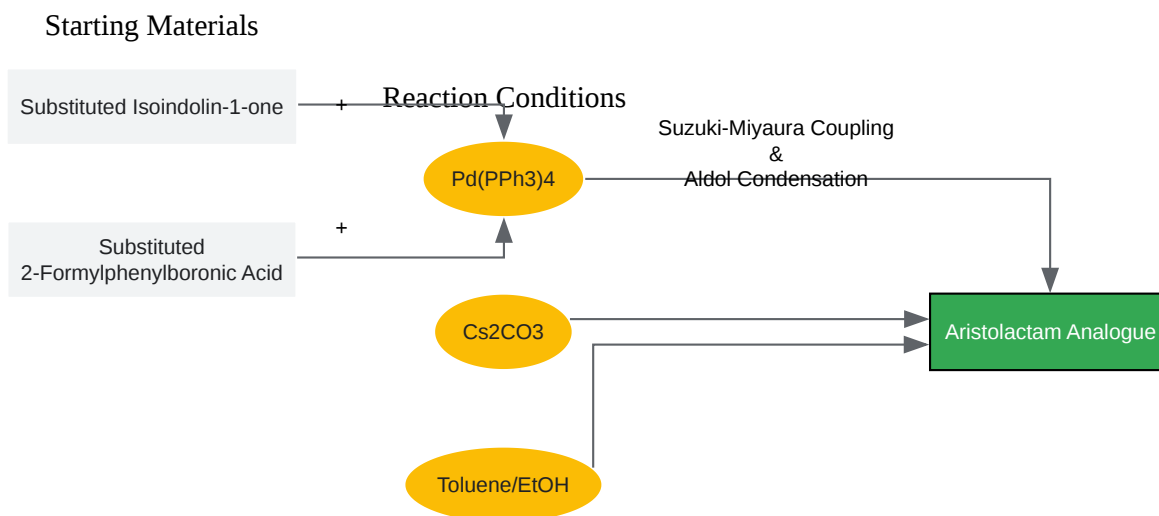 Starting Materials
Substituted Isoindolin-1-one
+
Reaction Conditions
Suzuki-Miyaura Coupling
&
Aldol Condensation
Pd(PPh3)4
+
Substituted
2-Formylphenylboronic Acid
Cs2CO3
Aristolactam Analogue
Toluene/EtOH